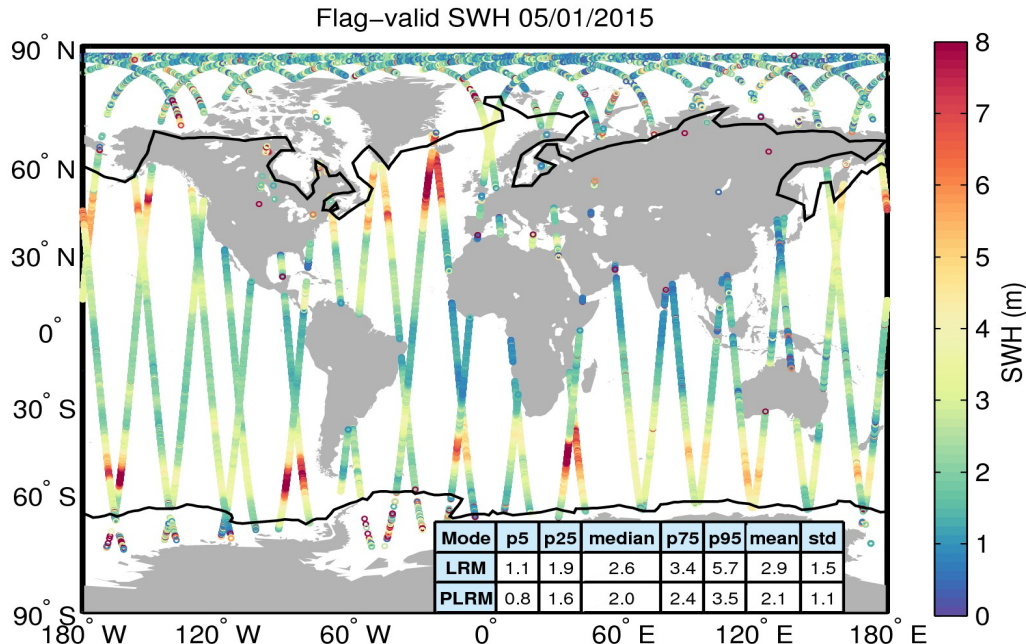 Flag−valid SWH 05/01/2015
90° N
60° N
30° N
0°
30° S
60° S
90° S
180° W
120° W
60° W
0°
60° E
120° E
180° E
8
7
6
5
4
3
2
1
0
SWH (m)
Mode p5 p25 median p75 p95 mean std
LRM 1.1 1.9 2.6 3.4 5.7 2.9 1.5
PLRM 0.8 1.6 2.0 2.4 3.5 2.1 1.1